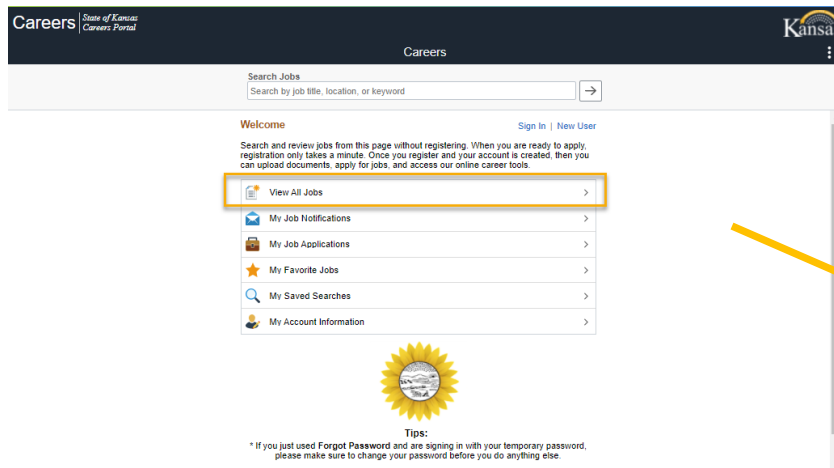 Careers State of Kansas
Careers Portal
Kansa
Careers
Search Jobs
Search by job title, location, or keyword
Welcome
Sign In | New User
Search and review jobs from this page without registering. When you are ready to apply,
registration only takes a minute. Once you register and your account is created, then you
can upload documents, apply for jobs, and access our online career tools.
View All Jobs
My Job Notifications
My Job Applications
My Favorite Jobs
My Saved Searches
My Account Information
Tips:
* If you just used Forgot Password and are signing in with your temporary password,
please make sure to change your password before you do anything else.